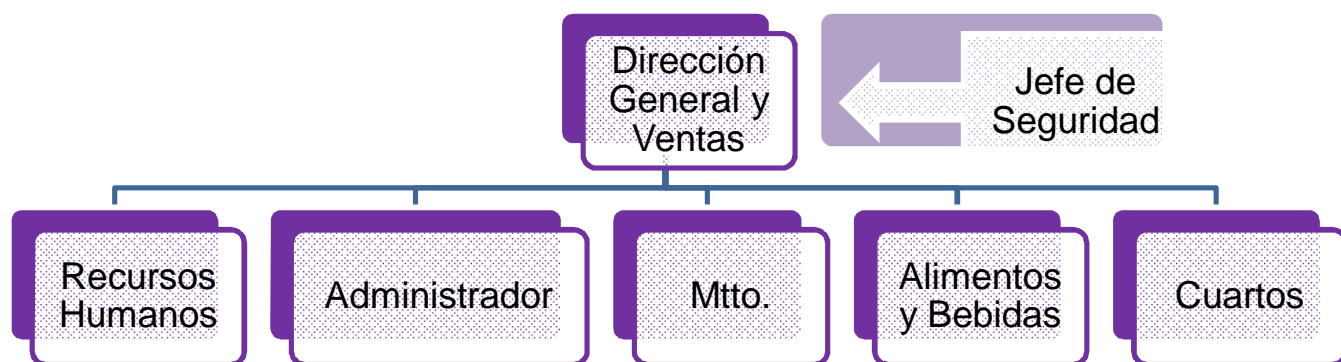 Dirección
General y
Ventas
Jefe de
Seguridad
Recursos
Humanos
Administrador
Mtto.
Alimentos
y Bebidas
Cuartos